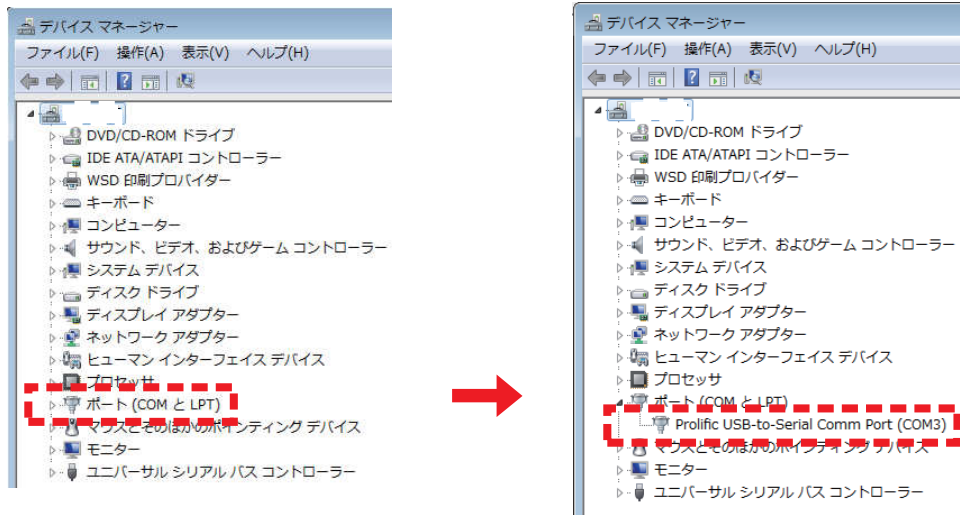 デバイス マネージャー
ファイル(F) 操作(A) 表示(V) ヘルプ(H)
DVD/CD-ROM ドライブ
IDE ATA/ATAPI コントローラー
WSD 印刷プロバイダー
キーボード
コンピューター
サウンド、ビデオ、およびゲーム コントローラー
システム デバイス
ディスク ドライブ
ディスプレイ アダプター
ネットワーク アダプター
ヒューマン インターフェイス デバイス
プロセッサ
ポート (COM と LPT)
マウスとそのほかのポインティング デバイス
モニター
ユニバーサル シリアル バス コントローラー
デバイス マネージャー
ファイル(F) 操作(A) 表示(V) ヘルプ(H)
DVD/CD-ROM ドライブ
IDE ATA/ATAPI コントローラー
WSD 印刷プロバイダー
キーボード
コンピューター
サウンド、ビデオ、およびゲーム コントローラー
システム デバイス
ディスク ドライブ
ディスプレイ アダプター
ネットワーク アダプター
ヒューマン インターフェイス デバイス
プロセッサ
ポート (COM と LPT)
Prolific USB-to-Serial Comm Port (COM3)
マウスとそのほかのポインティング デバイス
モニター
ユニバーサル シリアル バス コントローラー